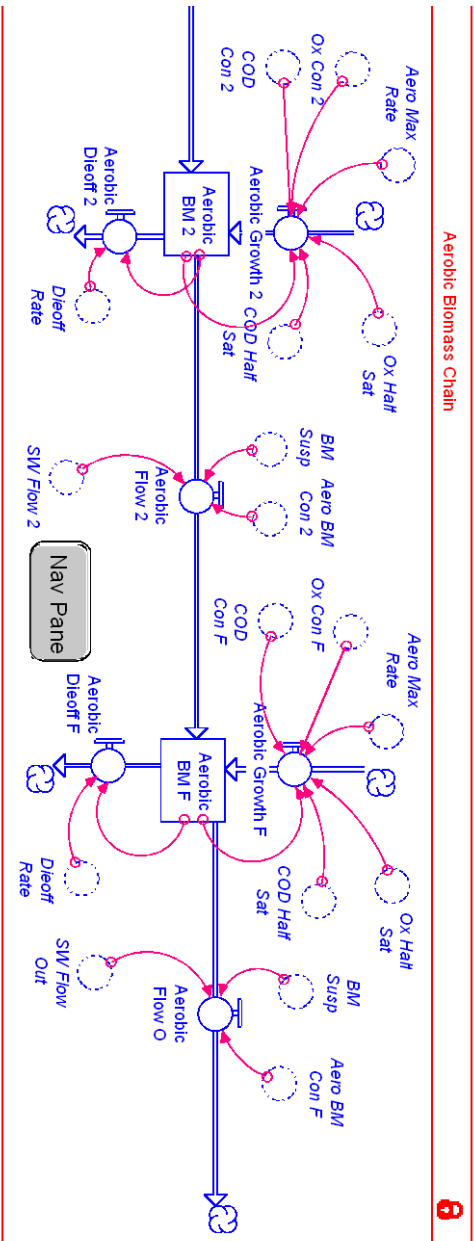 Aerobic Biomass Chain
Aero Max
Rate
Ox Con 2
COD
Con 2
Aerobic Growth 2
Ox Half
Sat
COD Half
Sat
Aerobic
BM 2
Aerobic
Dieoff 2
Dieoff
Rate
BM
Susp
Aero BM
Con 2
Aerobic
Flow 2
SW Flow 2
Nav Pane
Aero Max
Rate
Ox Con F
COD
Con F
Aerobic Growth F
Ox Half
Sat
COD Half
Sat
Aerobic
BM F
Aerobic
Dieoff F
Dieoff
Rate
BM
Susp
Aero BM
Con F
Aerobic
Flow O
SW Flow
Out